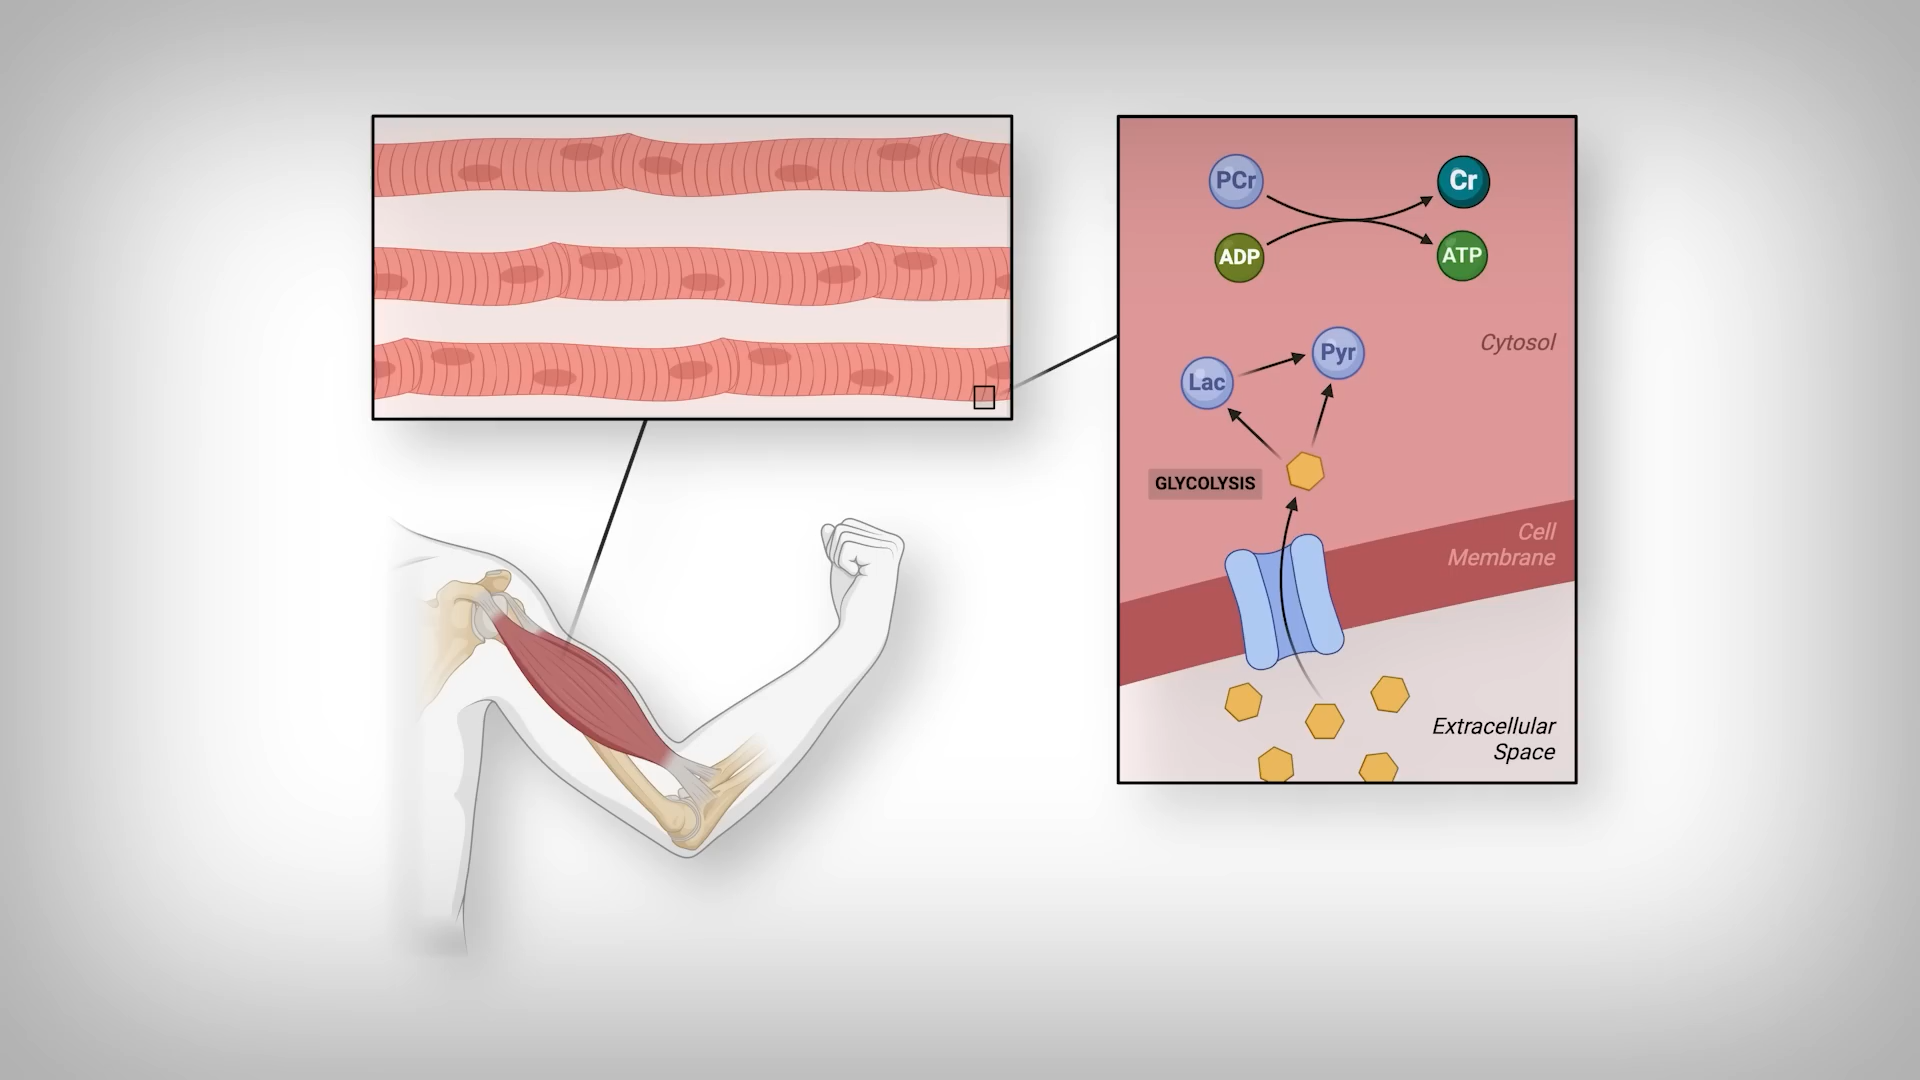 PCr
Cr
ADP
ATP
Cytosol
Pyr
Lac
GLYCOLYSIS
Cell
Membrane
Extracellular
Space